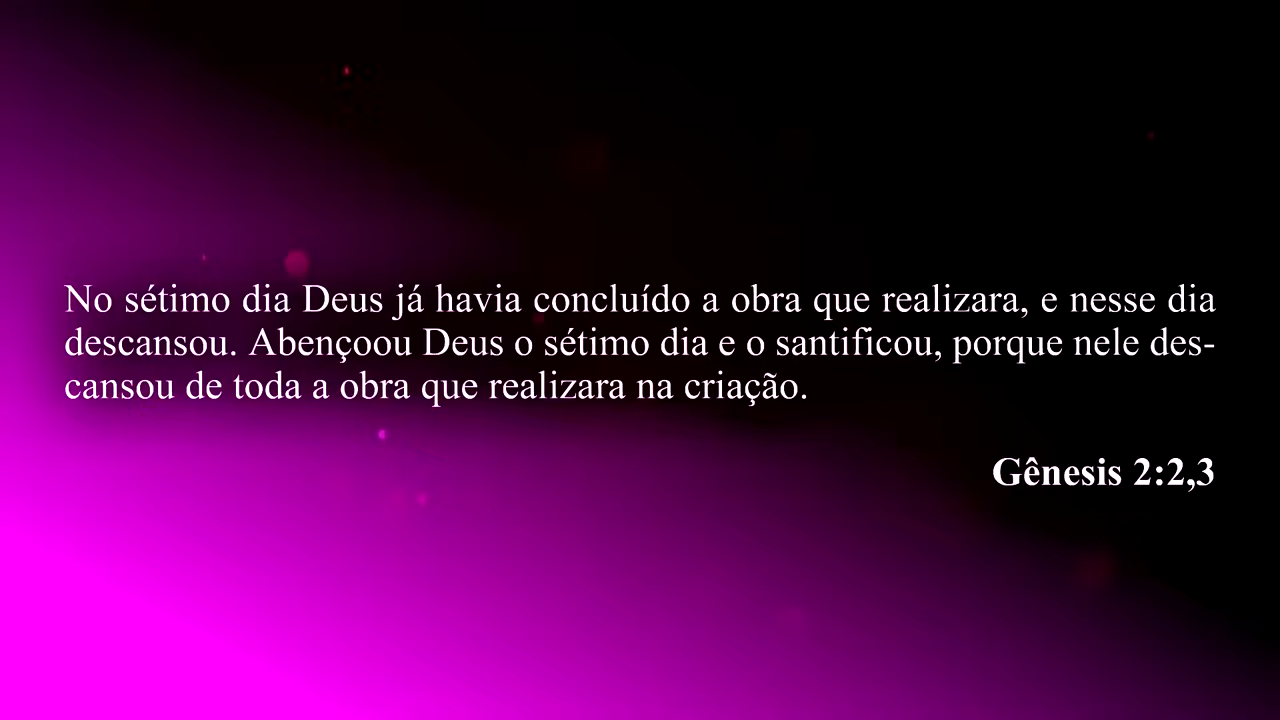 No sétimo dia Deus já havia concluído a obra que realizara, e nesse dia
descansou. Abençoou Deus o sétimo dia e o santificou, porque nele des-
cansou de toda a obra que realizara na criação.
Gênesis 2:2,3